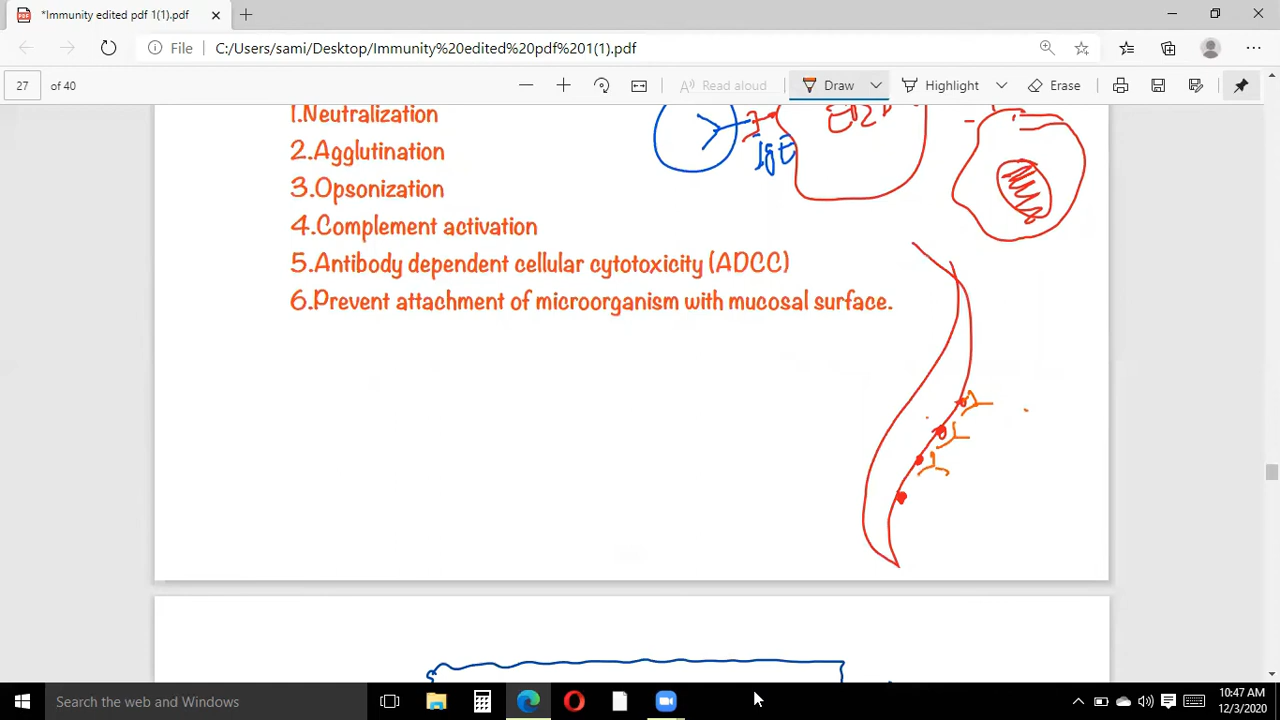 *Immunity edited pdf 1(1).pdf
File C:/Users/sami/Desktop/Immunity%20edited%20pdf%201(1).pdf
27 of 40
Read aloud Draw Highlight Erase
1.Neutralization
2.Agglutination
3.Opsonization
4.Complement activation
5.Antibody dependent cellular cytotoxicity (ADCC)
6.Prevent attachment of microorganism with mucosal surface.
IgE
Search the web and Windows
10:47 AM
12/3/2020